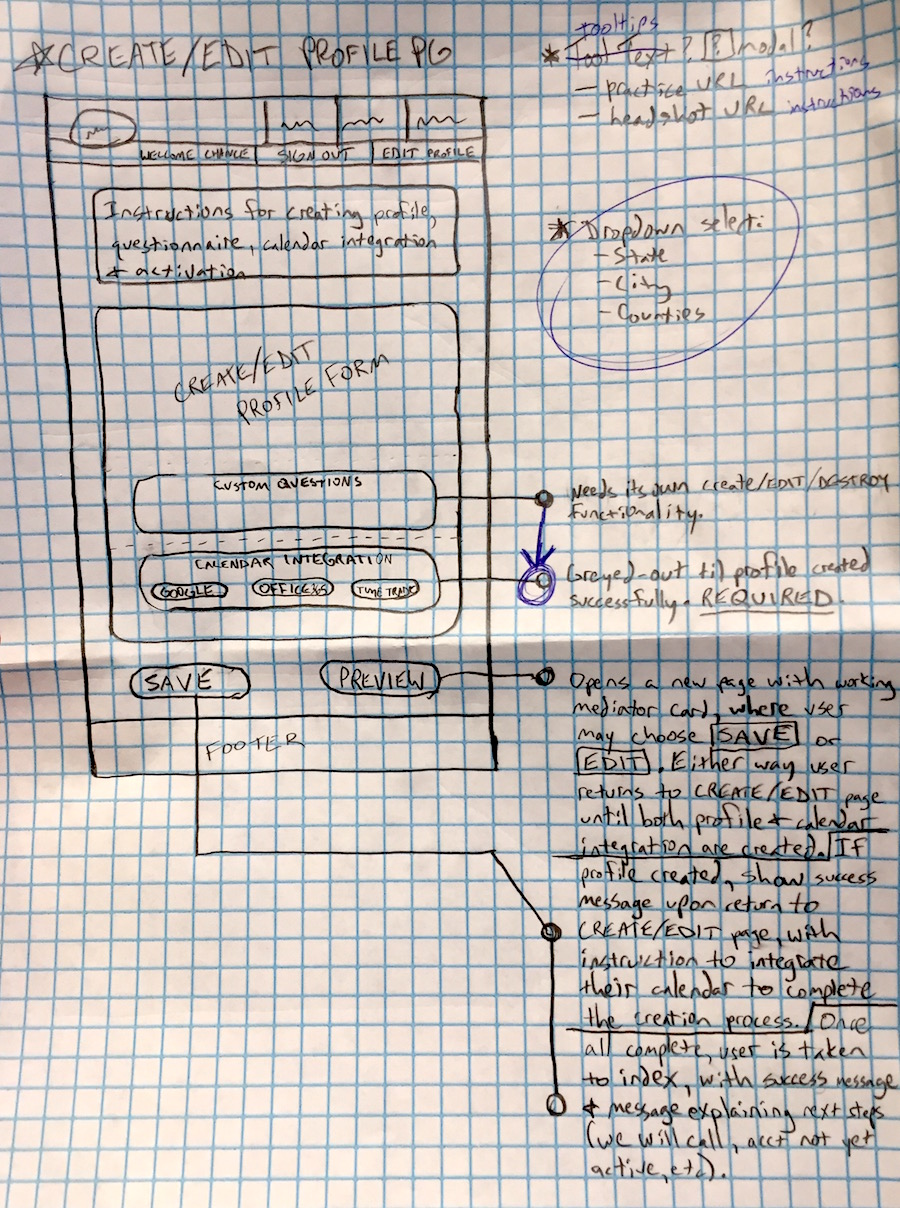 ☆CREATE/EDIT PROFILE PG
tooltips
* Tool Text? [?] modal?
- practice URL instructions
- headshot URL instructions
WELCOME CHANCE SIGN OUT EDIT PROFILE
Instructions for creating profile,
questionnaire, calendar integration
+ activation
* Dropdown select:
- State
- City
- Counties
CREATE/EDIT
PROFILE FORM
CUSTOM QUESTIONS
Needs its own create/EDIT/DESTROY
functionality.
CALENDAR INTEGRATION
GOOGLE OFFICE365 TIME TRADE
Greyed-out til profile created
successfully. REQUIRED.
SAVE PREVIEW
FOOTER
Opens a new page with working
mediator card, where user
may choose SAVE or
EDIT. Either way user
returns to CREATE/EDIT page
until both profile + calendar
integration are created. If
profile created, show success
message upon return to
CREATE/EDIT page, with
instruction to integrate
their calendar to complete
the creation process. Once
all complete, user is taken
to index, with success message
+ message explaining next steps
(we will call, acct not yet
active, etc).